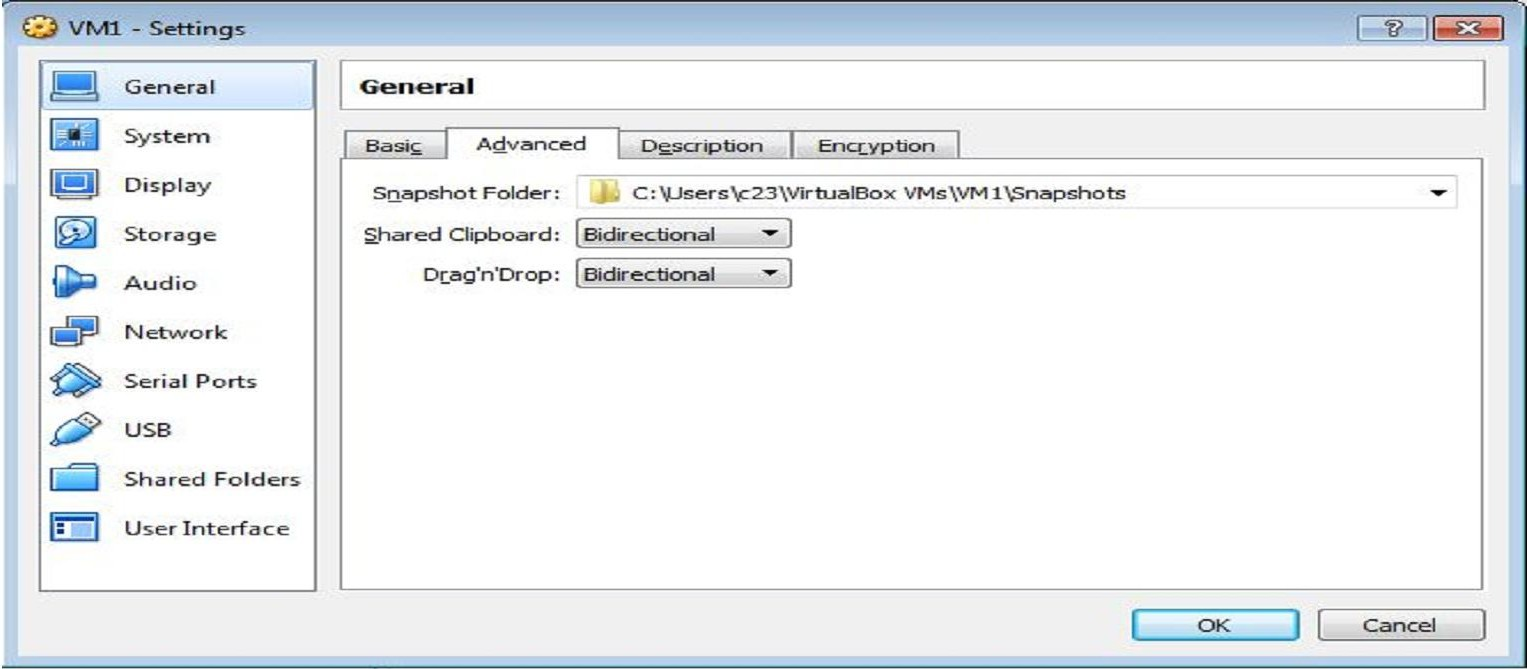 VM1 - Settings
?
General
System
Display
Storage
Audio
Network
Serial Ports
USB
Shared Folders
User Interface
General
Basic
Advanced
Description
Encryption
Snapshot Folder: C:\Users\c23\VirtualBox VMs\VM1\Snapshots
Shared Clipboard: Bidirectional
Drag'n'Drop: Bidirectional
OK
Cancel